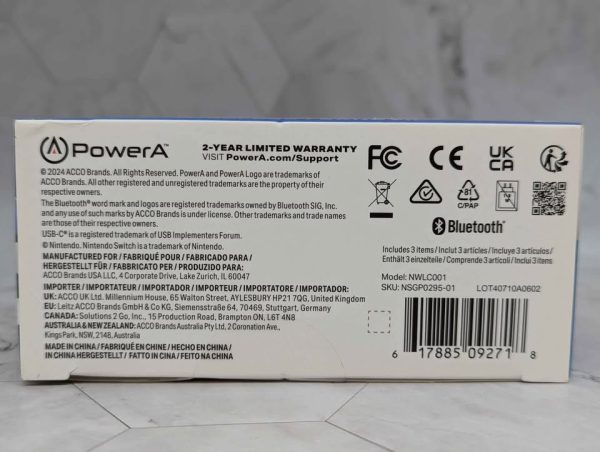 PowerA™
2-YEAR LIMITED WARRANTY
VISIT PowerA.com/Support
© 2024 ACCO Brands. All Rights Reserved. PowerA and PowerA Logo are trademarks of
ACCO Brands. All other registered and unregistered trademarks are the property of their
respective owners.
The Bluetooth® word mark and logos are registered trademarks owned by Bluetooth SIG, Inc.
and any use of such marks by ACCO Brands is under license. Other trademarks and trade names
are those of their respective owners.
USB-C® is a registered trademark of USB Implementers Forum.
© Nintendo. Nintendo Switch is a trademark of Nintendo.
MANUFACTURED FOR / FABRIQUÉ POUR / FABRICADO PARA /
HERGESTELLT FÜR / FABBRICATO PER / PRODUZIDO PARA:
ACCO Brands USA LLC, 4 Corporate Drive, Lake Zurich, IL 60047
IMPORTER / IMPORTATEUR / IMPORTADOR / IMPORTEUR / IMPORTATORE / IMPORTADOR:
UK: ACCO UK Ltd. Millennium House, 65 Walton Street, AYLESBURY HP21 7QG, United Kingdom
EU: Leitz ACCO Brands GmbH & Co KG, Siemensstraße 64, 70469, Stuttgart, Germany
CANADA: Solutions 2 Go, Inc., 15 Production Road, Brampton ON, L6T 4N8
AUSTRALIA & NEW ZEALAND: ACCO Brands Australia Pty Ltd, 2 Coronation Ave.,
Kings Park, NSW, 2148, Australia
MADE IN CHINA / FABRIQUÉ EN CHINE / HECHO EN CHINA /
IN CHINA HERGESTELLT / FATTO IN CINA / FEITO NA CHINA
FC
CE
UK
CA
81
C/PAP
Bluetooth®
Includes 3 items / Inclut 3 articles / Incluye 3 artículos /
Enthält 3 einzelteile / Comprende 3 articoli / Inclui 3 itens
Model: NWLC001
SKU: NSGP0295-01
LOT40710A0602
6 17885 09271 8